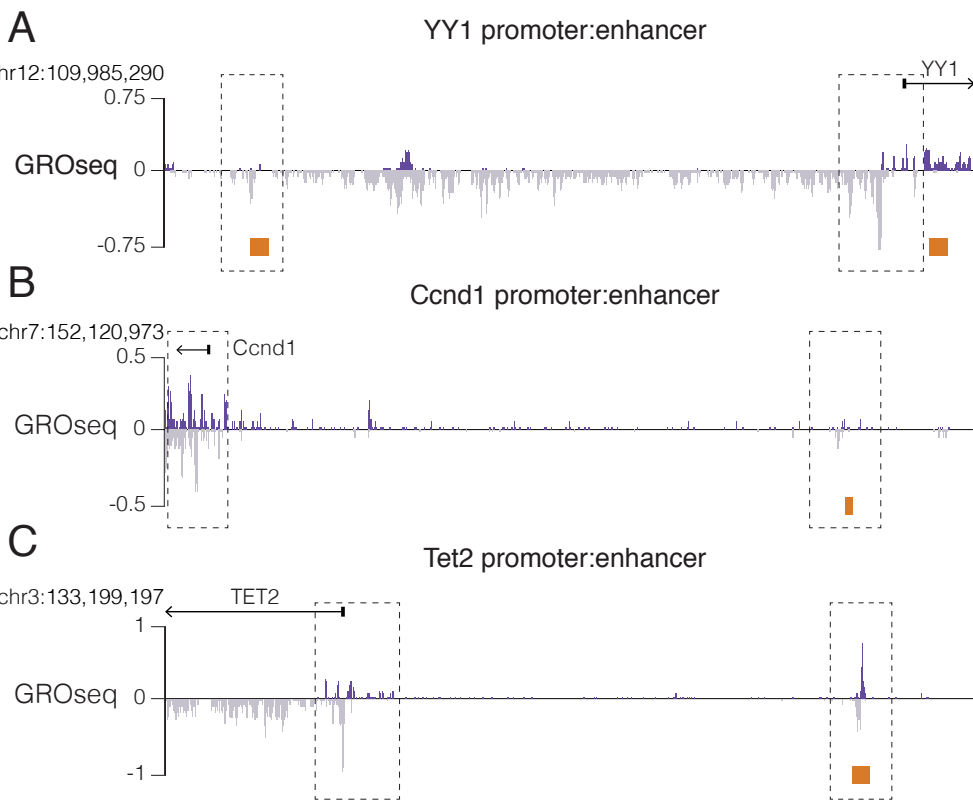 A
YY1 promoter:enhancer
hr12:109,985,290
YY1
0.75
GROseq
0
-0.75
B
Ccnd1 promoter:enhancer
chr7:152,120,973
Ccnd1
0.5
GROseq
0
-0.5
C
Tet2 promoter:enhancer
chr3:133,199,197
TET2
1
GROseq
0
-1